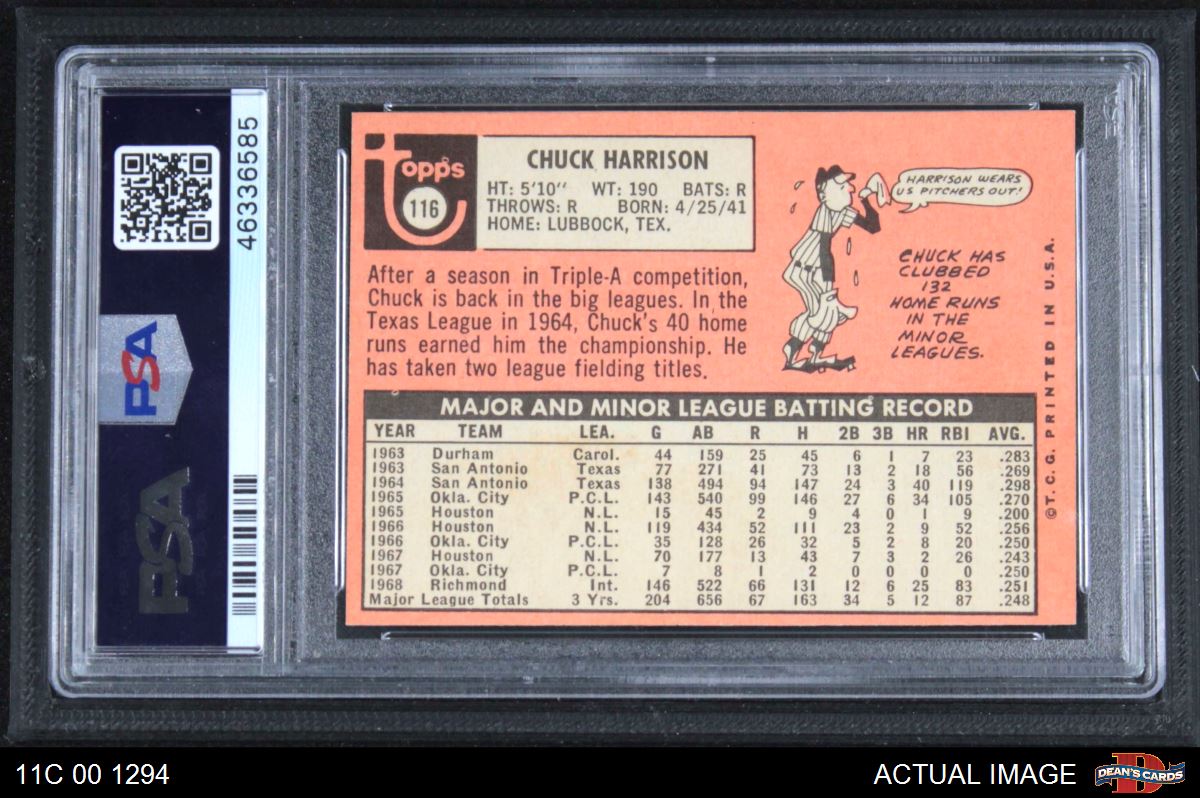 46336585
PSA
PSA
Topps
116
CHUCK HARRISON
HT: 5'10" WT: 190 BATS: R
THROWS: R BORN: 4/25/41
HOME: LUBBOCK, TEX.
After a season in Triple-A competition,
Chuck is back in the big leagues. In the
Texas League in 1964, Chuck's 40 home
runs earned him the championship. He
has taken two league fielding titles.
HARRISON WEARS
US PITCHERS OUT!
CHUCK HAS
CLUBBED
132
HOME RUNS
IN THE
MINOR
LEAGUES.
©T.C.G. PRINTED IN U.S.A.
MAJOR AND MINOR LEAGUE BATTING RECORD
YEAR TEAM LEA. G AB R H 2B 3B HR RBI AVG.
1963 Durham Carol. 44 159 25 45 6 1 7 23 .283
1963 San Antonio Texas 77 271 41 73 13 2 18 56 .269
1964 San Antonio Texas 138 494 94 147 24 3 40 119 .298
1965 Okla. City P.C.L. 143 540 99 146 27 6 34 105 .270
1965 Houston N.L. 15 45 2 9 4 0 1 9 .200
1966 Houston N.L. 119 434 52 111 23 2 9 52 .256
1966 Okla. City P.C.L. 35 128 26 32 5 2 8 20 .250
1967 Houston N.L. 70 177 13 43 7 3 2 26 .243
1967 Okla. City P.C.L. 7 8 1 2 0 0 0 0 .250
1968 Richmond Int. 146 522 66 131 12 6 25 83 .251
Major League Totals 3 Yrs. 204 656 67 163 34 5 12 87 .248
11C 00 1294
ACTUAL IMAGE
D
DEAN'S CARDS